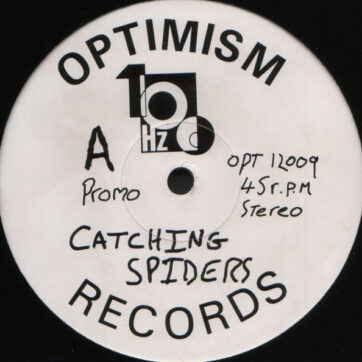 OPTIMISM
10
Hz
A
Promo
OPT 12009
45 r.P.M
Stereo
CATCHING
SPIDERS
RECORDS